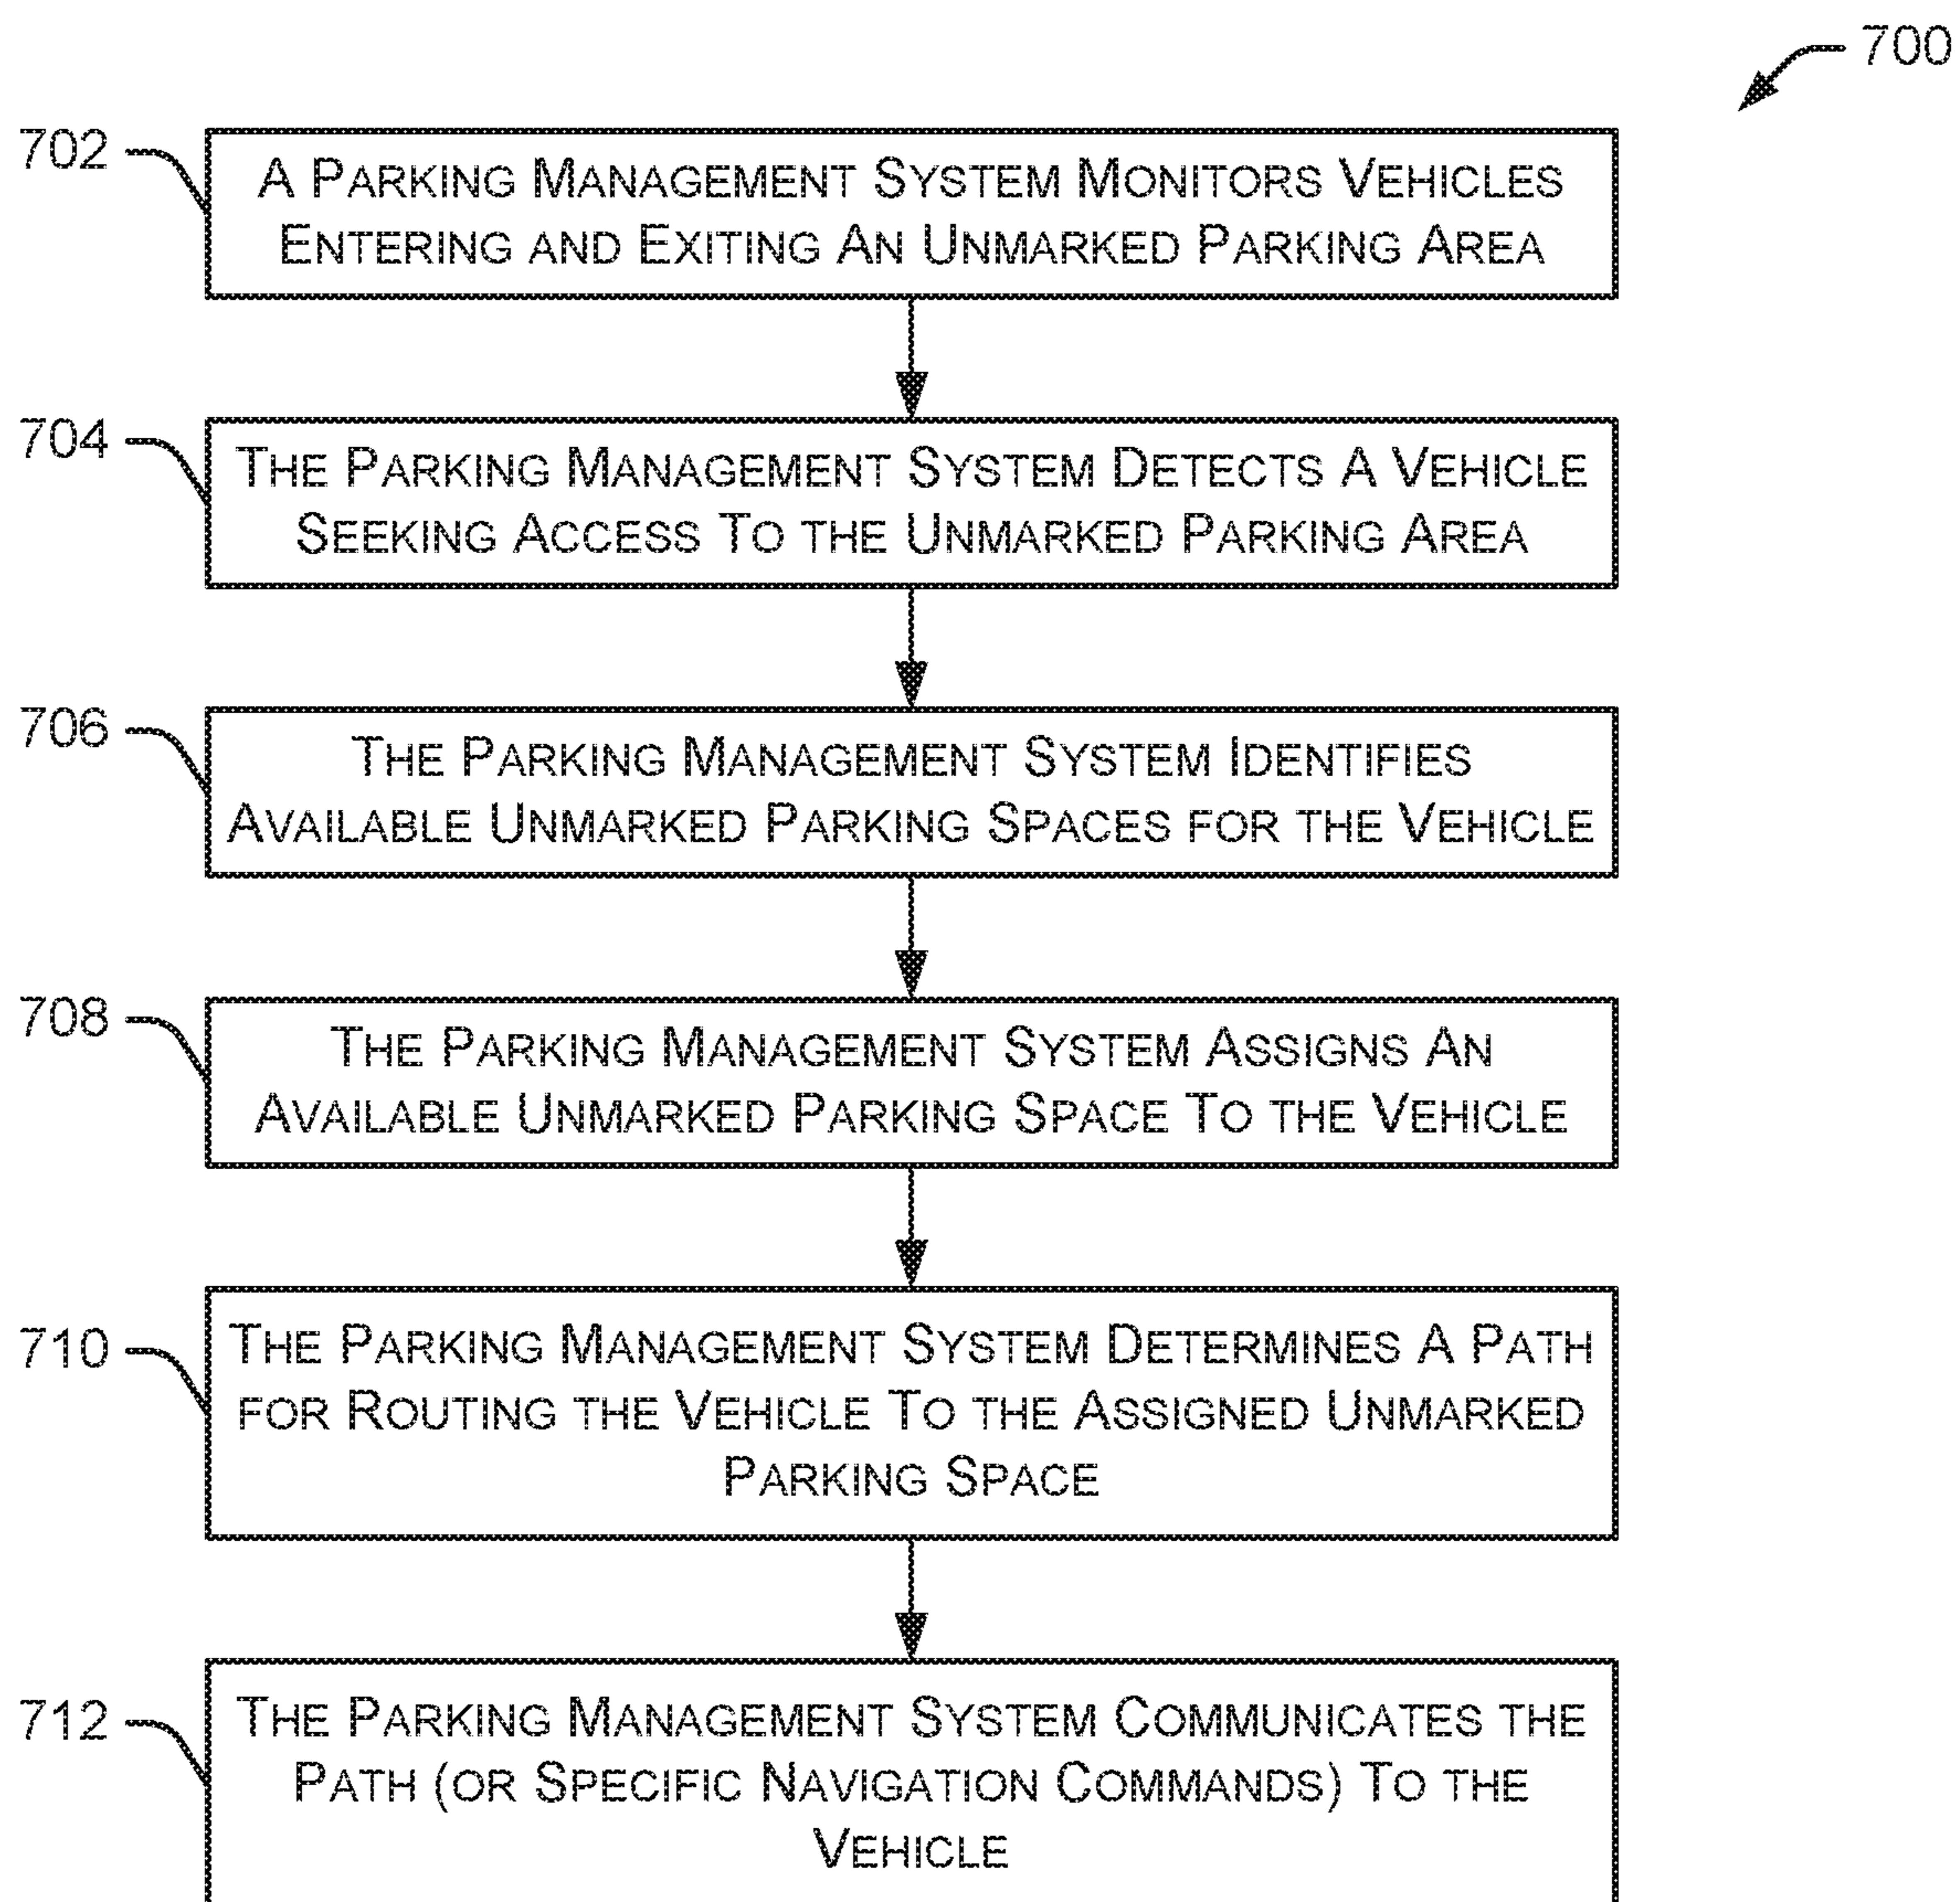 700
702
A PARKING MANAGEMENT SYSTEM MONITORS VEHICLES
ENTERING AND EXITING AN UNMARKED PARKING AREA
704
THE PARKING MANAGEMENT SYSTEM DETECTS A VEHICLE
SEEKING ACCESS TO THE UNMARKED PARKING AREA
706
THE PARKING MANAGEMENT SYSTEM IDENTIFIES
AVAILABLE UNMARKED PARKING SPACES FOR THE VEHICLE
708
THE PARKING MANAGEMENT SYSTEM ASSIGNS AN
AVAILABLE UNMARKED PARKING SPACE TO THE VEHICLE
710
THE PARKING MANAGEMENT SYSTEM DETERMINES A PATH
FOR ROUTING THE VEHICLE TO THE ASSIGNED UNMARKED
PARKING SPACE
712
THE PARKING MANAGEMENT SYSTEM COMMUNICATES THE
PATH (OR SPECIFIC NAVIGATION COMMANDS) TO THE
VEHICLE